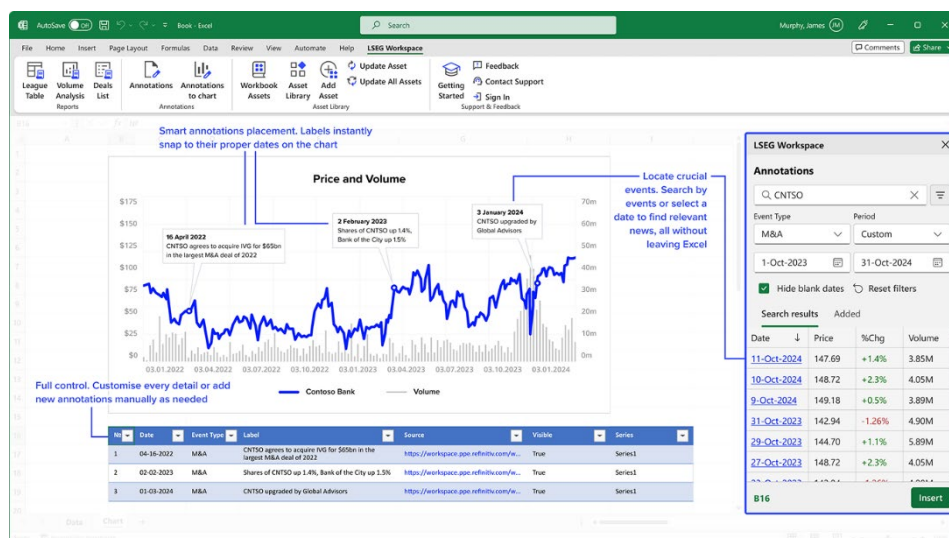 AutoSave Off Book - Excel
Search
Murphy, James JM
File Home Insert Page Layout Formulas Data Review View Automate Help LSEG Workspace
Comments Share
League Table
Volume Analysis
Deals List
Reports
Annotations
Annotations to chart
Annotations
Workbook Assets
Asset Library
Add Asset
Update Asset
Update All Assets
Asset Library
Getting Started
Feedback
Contact Support
Sign In
Support & Feedback
Smart annotations placement. Labels instantly
snap to their proper dates on the chart
Price and Volume
$175
$150
$125
$100
$75
$50
$25
$0
70m
60m
50m
40m
30m
20m
10m
0m
16 April 2022
CNTSO agrees to acquire IVG for $65bn
in the largest M&A deal of 2022
2 February 2023
Shares of CNTSO up 1.4%,
Bank of the City up 1.5%
3 January 2024
CNTSO upgraded by
Global Advisors
03.01.2022 03.04.2022 03.07.2022 03.10.2022 03.01.2022 03.04.2023 03.07.2023 03.10.2023 03.01.2024
Contoso Bank Volume
Locate crucial
events. Search by
events or select a
date to find relevant
news, all without
leaving Excel
Full control. Customise every detail or add
new annotations manually as needed
Date Event Type Label Source Visible Series
1 04-16-2022 M&A CNTSO agrees to acquire IVG for $65bn in the
largest M&A deal of 2022 https://workspace.ppe.refinitiv.com/w... True Series1
2 02-02-2023 M&A Shares of CNTSO up 1.4%, Bank of the City up 1.5% https://workspace.ppe.refinitiv.com/w... True Series1
3 01-03-2024 M&A CNTSO upgraded by Global Advisors https://workspace.ppe.refinitiv.com/w... True Series1
LSEG Workspace
Annotations
CNTSO
Event Type Period
M&A Custom
1-Oct-2023 31-Oct-2024
Hide blank dates Reset filters
Search results Added
Date Price %Chg Volume
11-Oct-2024 147.69 +1.4% 3.85M
10-Oct-2024 148.72 +2.3% 4.05M
9-Oct-2024 149.18 +0.5% 3.89M
31-Oct-2023 142.94 -1.26% 4.90M
29-Oct-2023 144.70 +1.1% 5.89M
27-Oct-2023 148.72 +2.3% 4.05M
B16 Insert
Data Chart